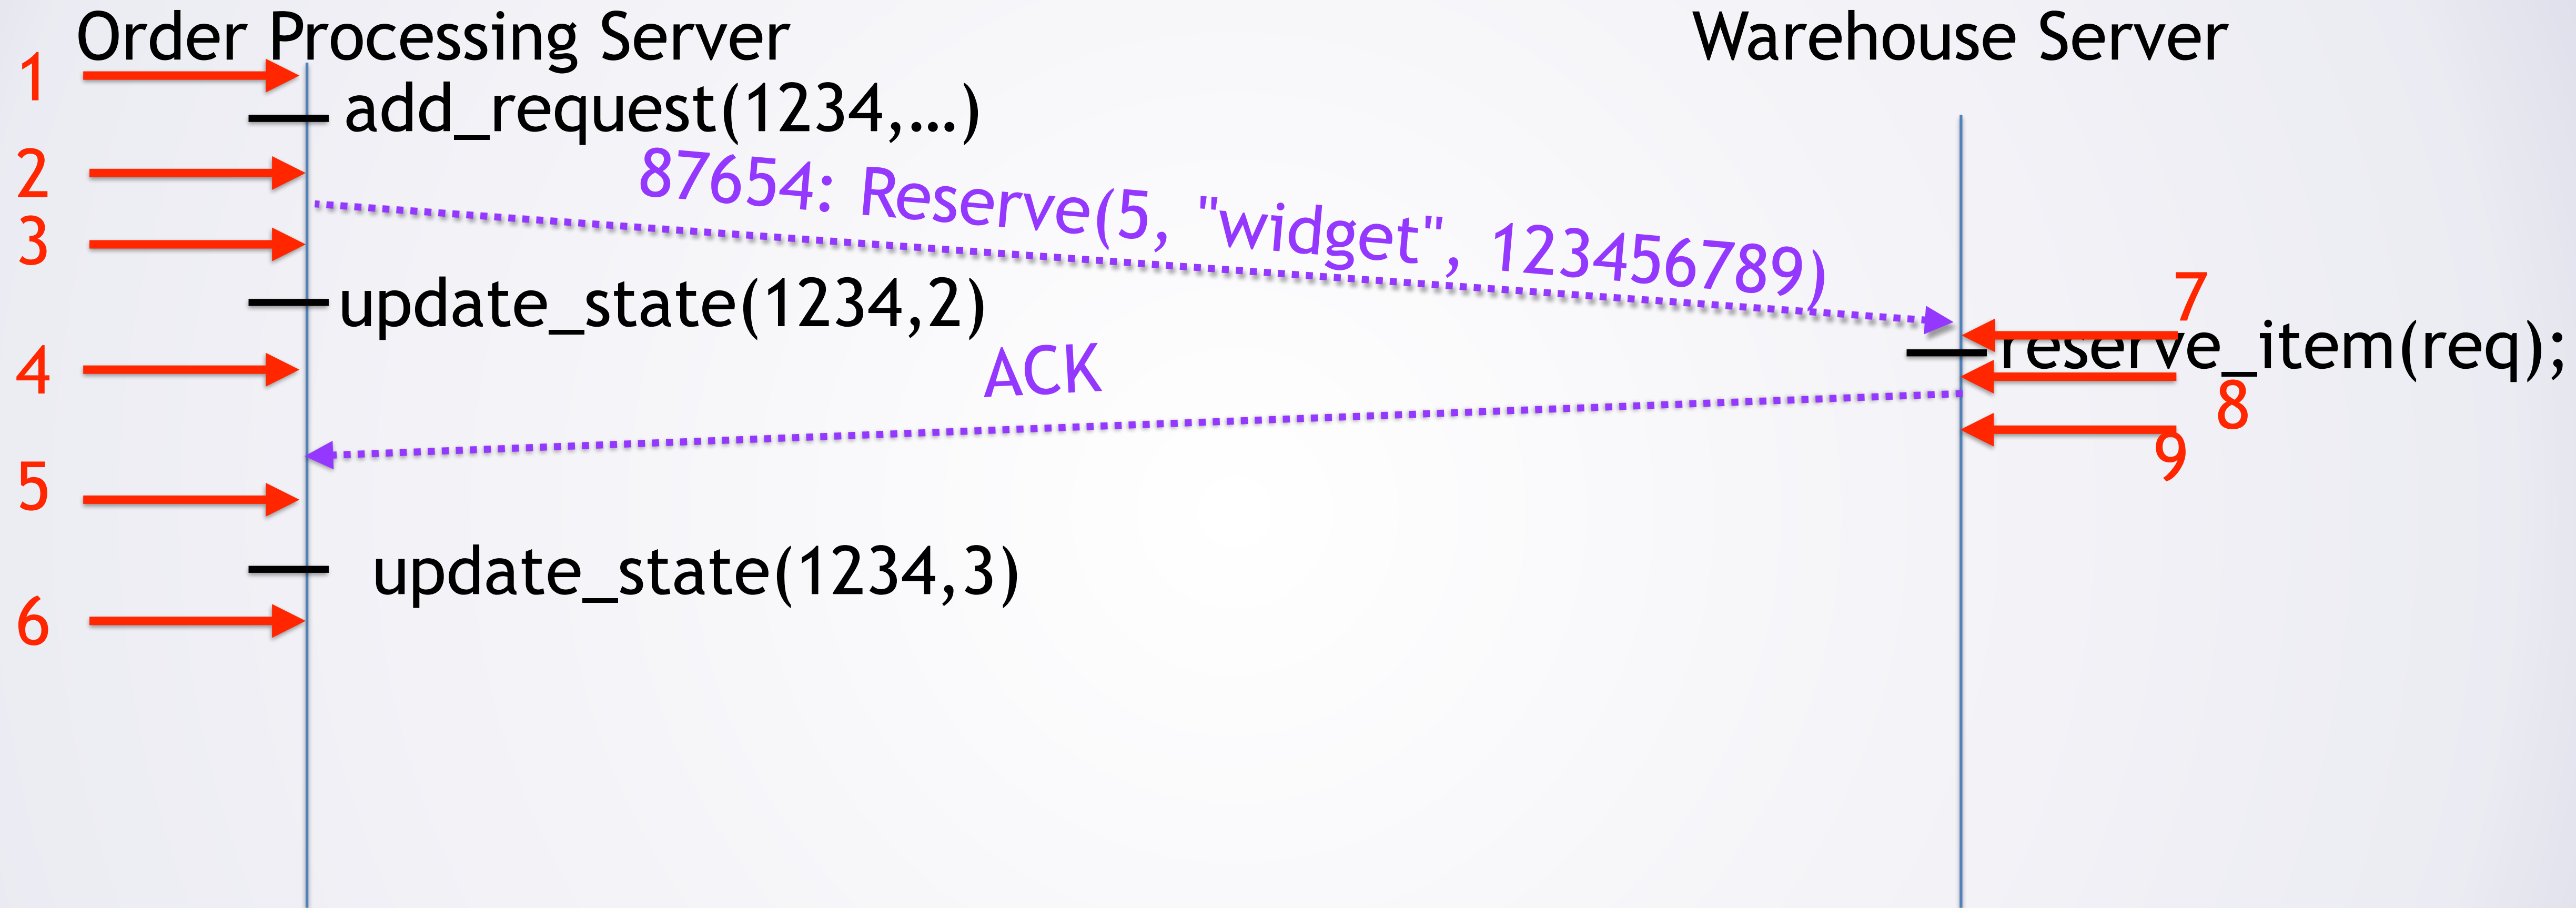 Order Processing Server
Warehouse Server
1
add_request(1234,…)
2
87654: Reserve(5, "widget", 123456789)
3
update_state(1234,2)
7
reserve_item(req);
4
ACK
8
9
5
update_state(1234,3)
6